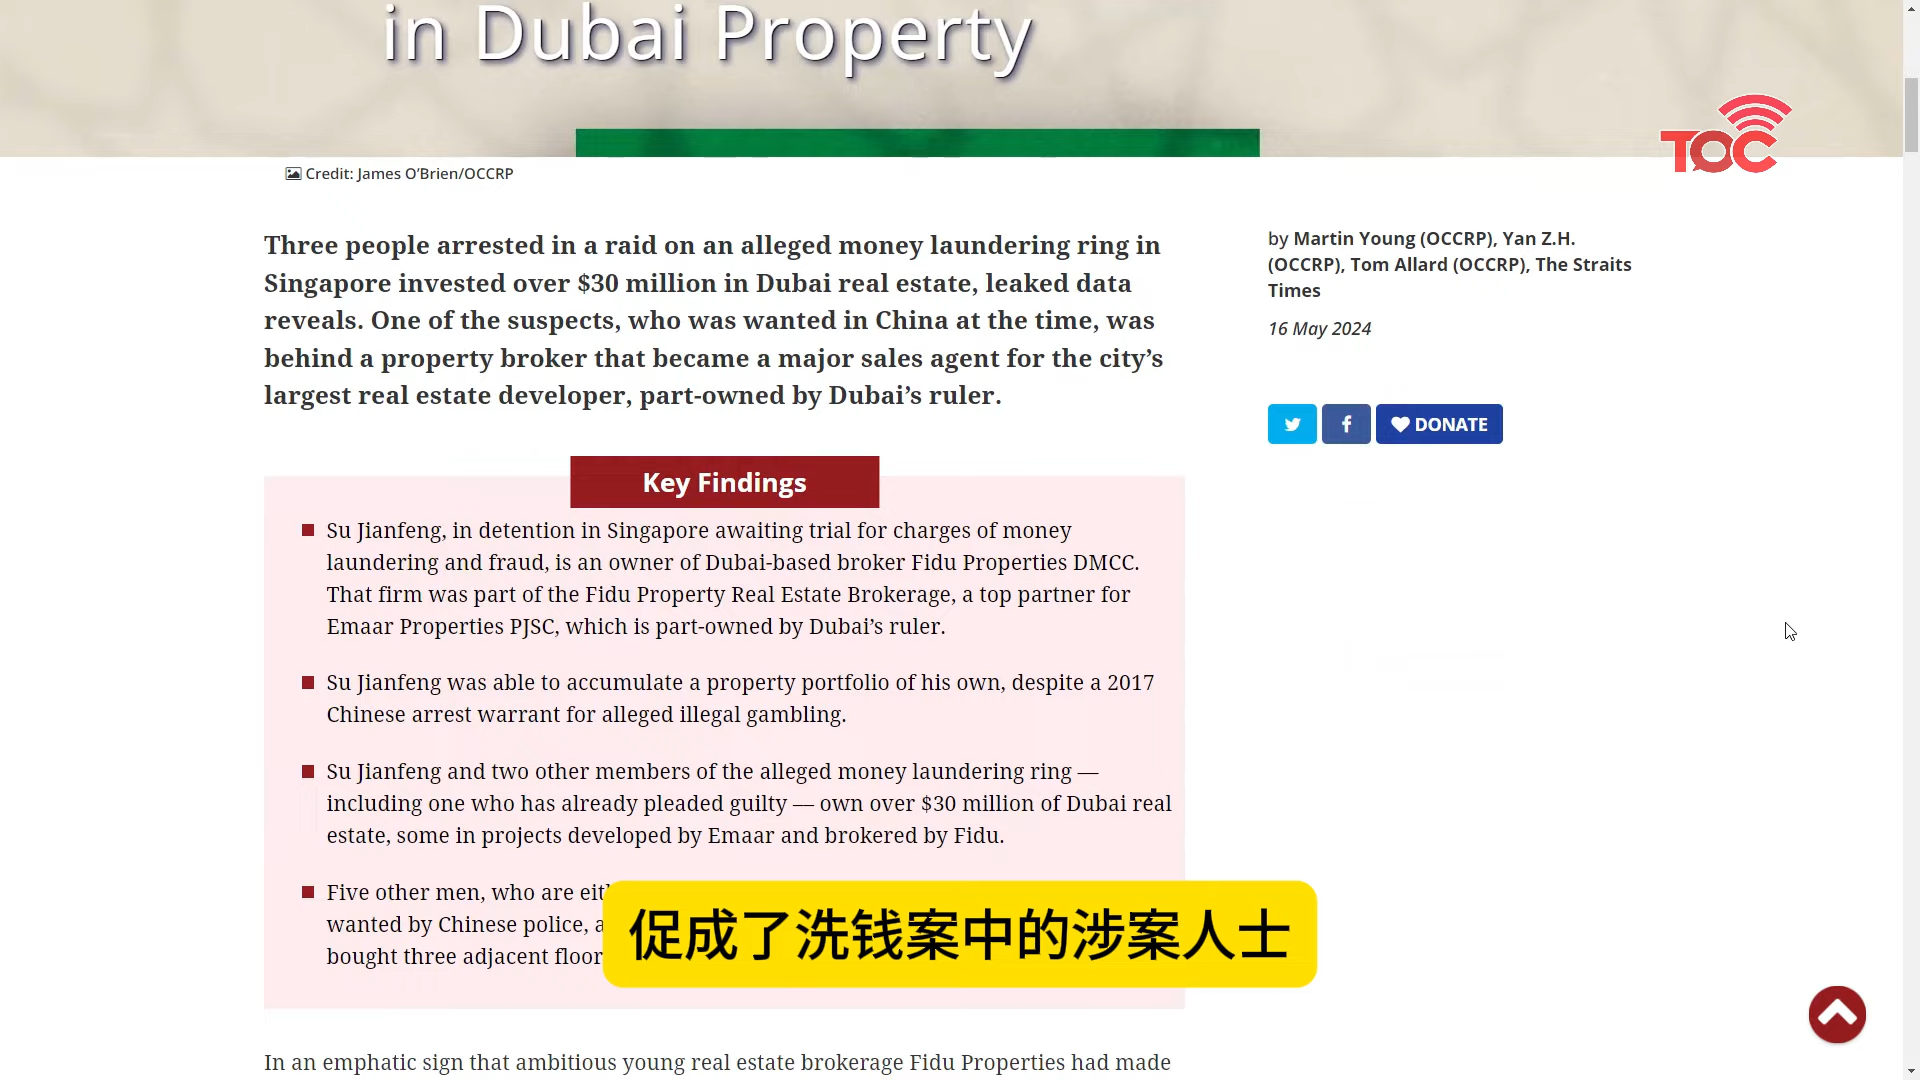 in Dubai Property
TOC
Credit: James O’Brien/OCCRP
Three people arrested in a raid on an alleged money laundering ring in
Singapore invested over $30 million in Dubai real estate, leaked data
reveals. One of the suspects, who was wanted in China at the time, was
behind a property broker that became a major sales agent for the city’s
largest real estate developer, part-owned by Dubai’s ruler.
by Martin Young (OCCRP), Yan Z.H.
(OCCRP), Tom Allard (OCCRP), The Straits
Times
16 May 2024
DONATE
Key Findings
Su Jianfeng, in detention in Singapore awaiting trial for charges of money
laundering and fraud, is an owner of Dubai-based broker Fidu Properties DMCC.
That firm was part of the Fidu Property Real Estate Brokerage, a top partner for
Emaar Properties PJSC, which is part-owned by Dubai’s ruler.
Su Jianfeng was able to accumulate a property portfolio of his own, despite a 2017
Chinese arrest warrant for alleged illegal gambling.
Su Jianfeng and two other members of the alleged money laundering ring —
including one who has already pleaded guilty — own over $30 million of Dubai real
estate, some in projects developed by Emaar and brokered by Fidu.
Five other men, who are
wanted by Chinese police,
bought three adjacent
促成了洗钱案中的涉案人士
In an emphatic sign that ambitious young real estate brokerage Fidu Properties had made